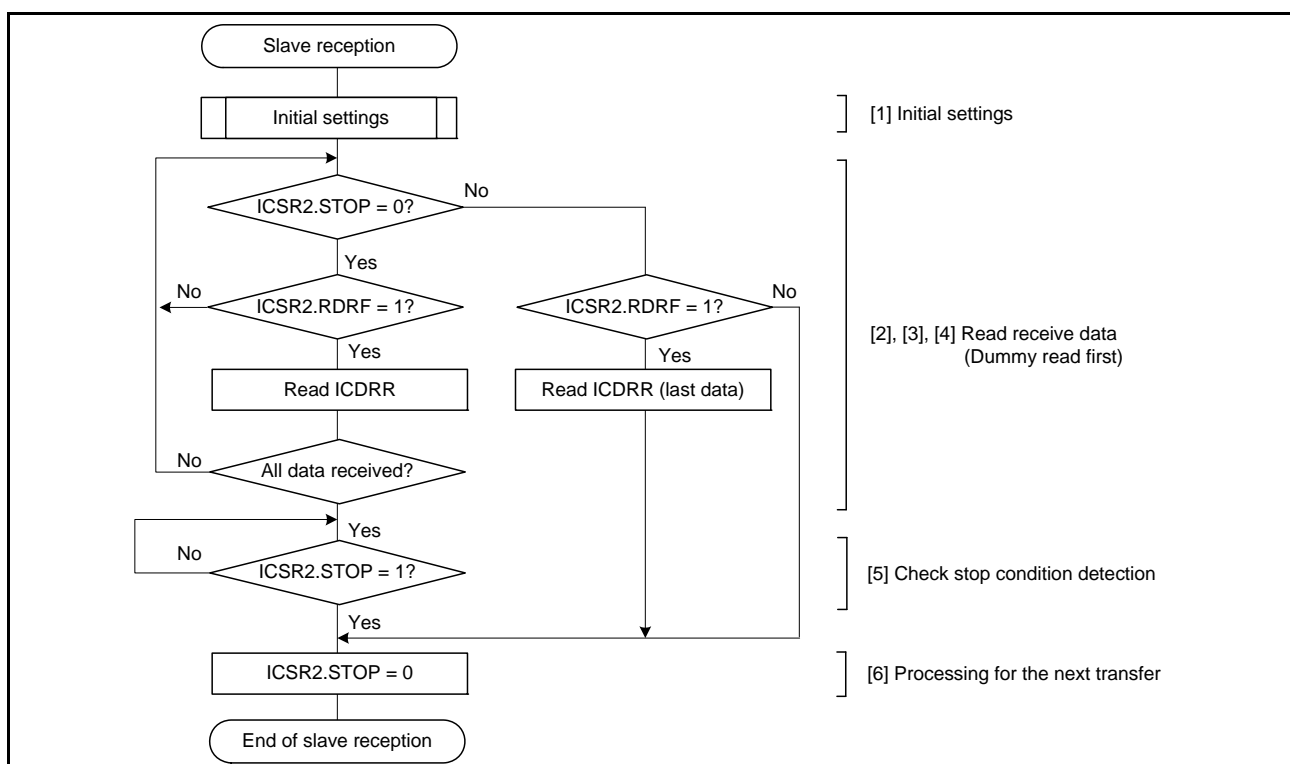 Slave reception
Initial settings
[1] Initial settings
No
ICSR2.STOP = 0?
Yes
No
ICSR2.RDRF = 1?
ICSR2.RDRF = 1?
No
[2], [3], [4] Read receive data
(Dummy read first)
Yes
Yes
Read ICDRR
Read ICDRR (last data)
No
All data received?
Yes
No
ICSR2.STOP = 1?
[5] Check stop condition detection
Yes
ICSR2.STOP = 0
[6] Processing for the next transfer
End of slave reception